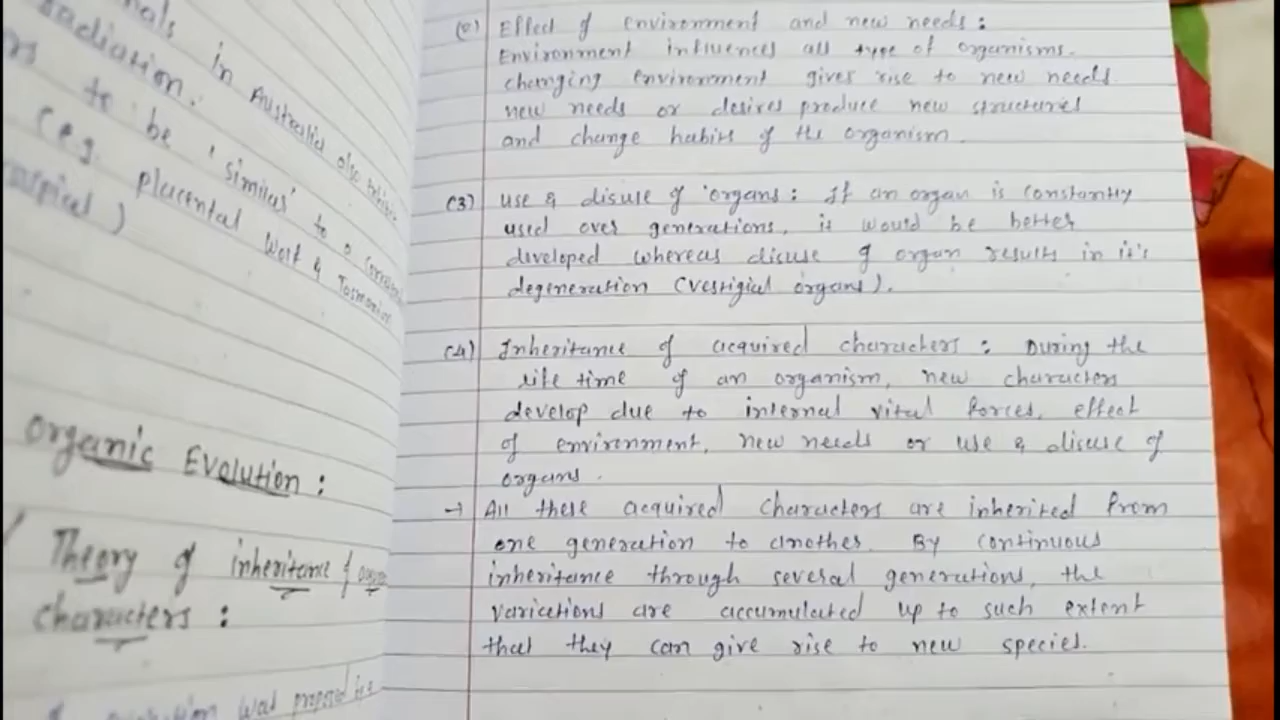 in Australia also
radiation.
to be 'similar' to a
(e.g. placental wolf &
Organic Evolution :
Theory of inheritance of
characters :
(2) Effect of environment and new needs :
Environment influences all type of organisms.
changing environment gives rise to new needs.
new needs or desires produce new structures
and change habits of the organism.
(3) use & disuse of organs : If an organ is constantly
used over generations, it would be better
developed whereas disuse of organ results in it's
degeneration (vestigial organs).
(4) Inheritance of acquired characters : During the
life time of an organism, new characters
develop due to internal vital forces, effect
of envirnment, new needs or use & disuse of
organs.
→ All these acquired characters are inherited from
one generation to another. By continuous
inheritance through several generations, the
variations are accumulated up to such extent
that they can give rise to new species.
was